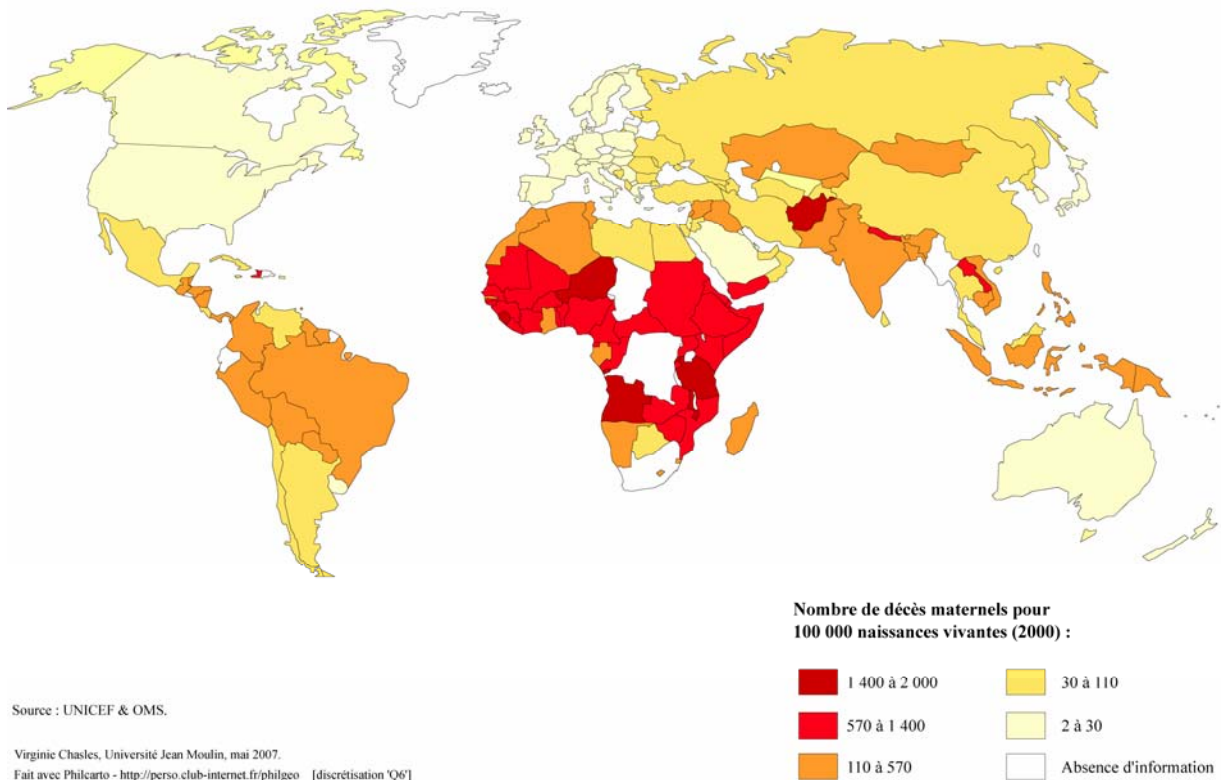 Nombre de décès maternels pour
100 000 naissances vivantes (2000) :
1 400 à 2 000
30 à 110
570 à 1 400
2 à 30
110 à 570
Absence d'information
Source : UNICEF & OMS.
Virginie Chasles, Université Jean Moulin, mai 2007.
Fait avec Philcarto - http://perso.club-internet.fr/philgeo [discrétisation 'Q6']